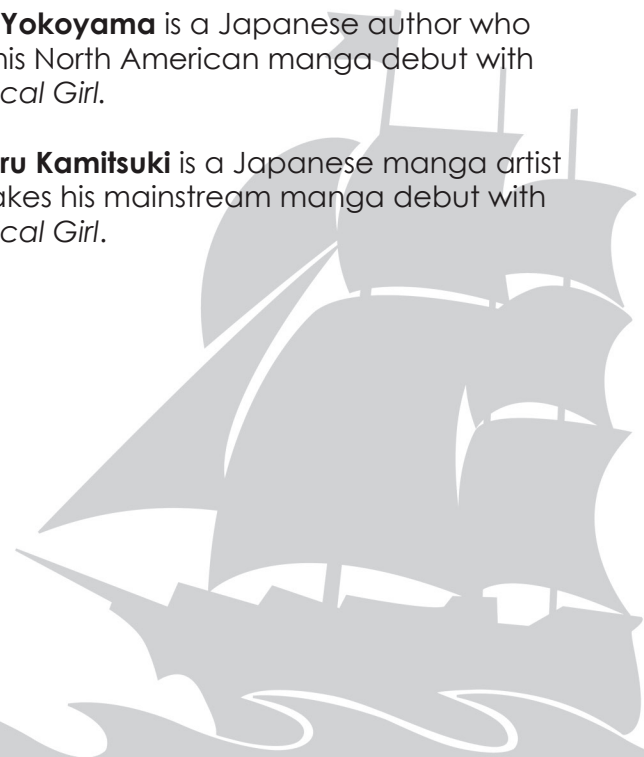 Yokoyama is a Japanese author who
his North American manga debut with
cal Girl.
ru Kamitsuki is a Japanese manga artist
akes his mainstream manga debut with
cal Girl.